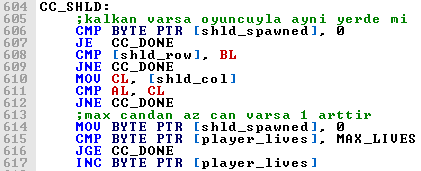 604 CC_SHLD:
605 ;kalkan varsa oyuncuyla ayni yerde mi
606 CMP BYTE PTR [shld_spawned], 0
607 JE CC_DONE
608 CMP [shld_row], BL
609 JNE CC_DONE
610 MOV CL, [shld_col]
611 CMP AL, CL
612 JNE CC_DONE
613 ;max candan az can varsa 1 arttir
614 MOV BYTE PTR [shld_spawned], 0
615 CMP BYTE PTR [player_lives], MAX_LIVES
616 JGE CC_DONE
617 INC BYTE PTR [player_lives]